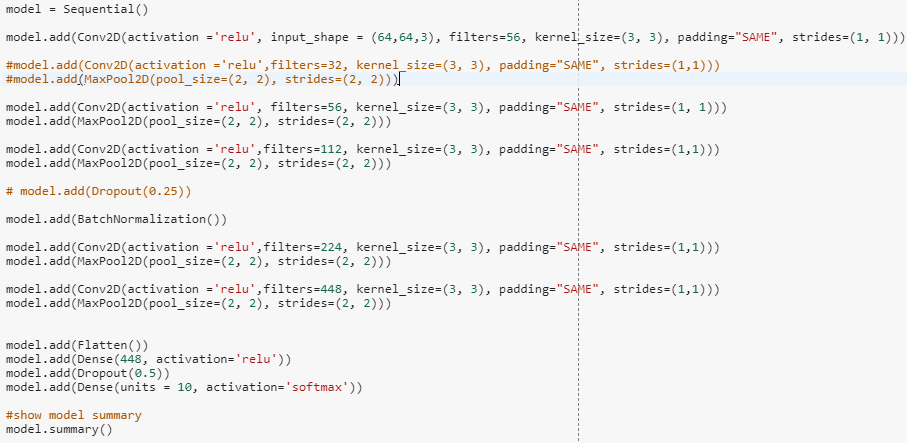 model = Sequential()
model.add(Conv2D(activation ='relu', input_shape = (64,64,3), filters=56, kernel_size=(3, 3), padding="SAME", strides=(1, 1)))
#model.add(Conv2D(activation ='relu',filters=32, kernel_size=(3, 3), padding="SAME", strides=(1,1)))
#model.add(MaxPool2D(pool_size=(2, 2), strides=(2, 2)))
model.add(Conv2D(activation ='relu', filters=56, kernel_size=(3, 3), padding="SAME", strides=(1, 1)))
model.add(MaxPool2D(pool_size=(2, 2), strides=(2, 2)))
model.add(Conv2D(activation ='relu',filters=112, kernel_size=(3, 3), padding="SAME", strides=(1,1)))
model.add(MaxPool2D(pool_size=(2, 2), strides=(2, 2)))
# model.add(Dropout(0.25))
model.add(BatchNormalization())
model.add(Conv2D(activation ='relu',filters=224, kernel_size=(3, 3), padding="SAME", strides=(1,1)))
model.add(MaxPool2D(pool_size=(2, 2), strides=(2, 2)))
model.add(Conv2D(activation ='relu',filters=448, kernel_size=(3, 3), padding="SAME", strides=(1,1)))
model.add(MaxPool2D(pool_size=(2, 2), strides=(2, 2)))
model.add(Flatten())
model.add(Dense(448, activation='relu'))
model.add(Dropout(0.5))
model.add(Dense(units = 10, activation='softmax'))
#show model summary
model.summary()